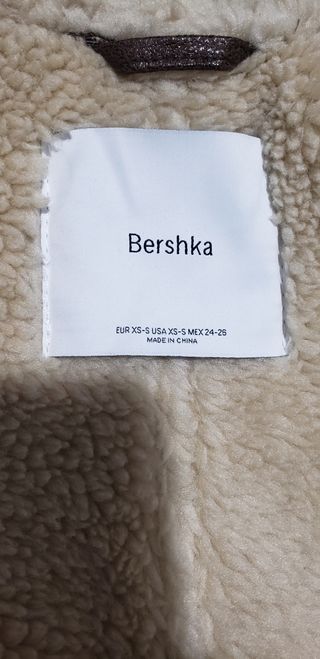 Bershka
EUR XS-S USA XS-S MEX 24-26
MADE IN CHINA